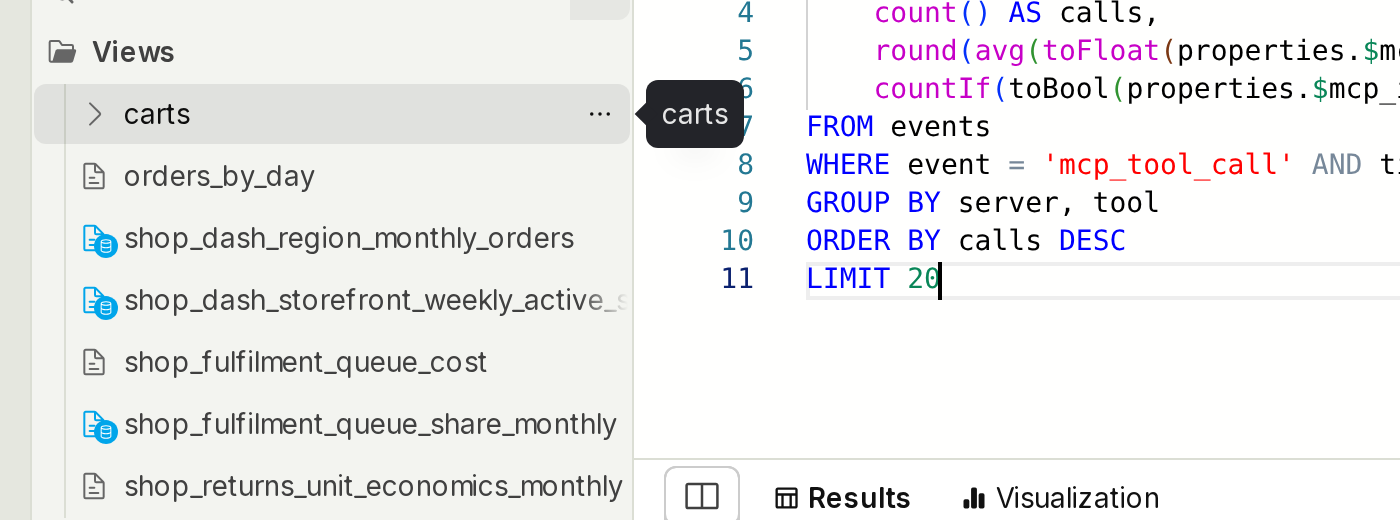 Views
carts
orders_by_day
shop_dash_region_monthly_orders
shop_dash_storefront_weekly_active_
shop_fulfilment_queue_cost
shop_fulfilment_queue_share_monthly
shop_returns_unit_economics_monthly
carts
4 count() AS calls,
5 round(avg(toFloat(properties.$m
6 countIf(toBool(properties.$mcp_
7 FROM events
8 WHERE event = 'mcp_tool_call' AND t
9 GROUP BY server, tool
10 ORDER BY calls DESC
11 LIMIT 20
Results
Visualization